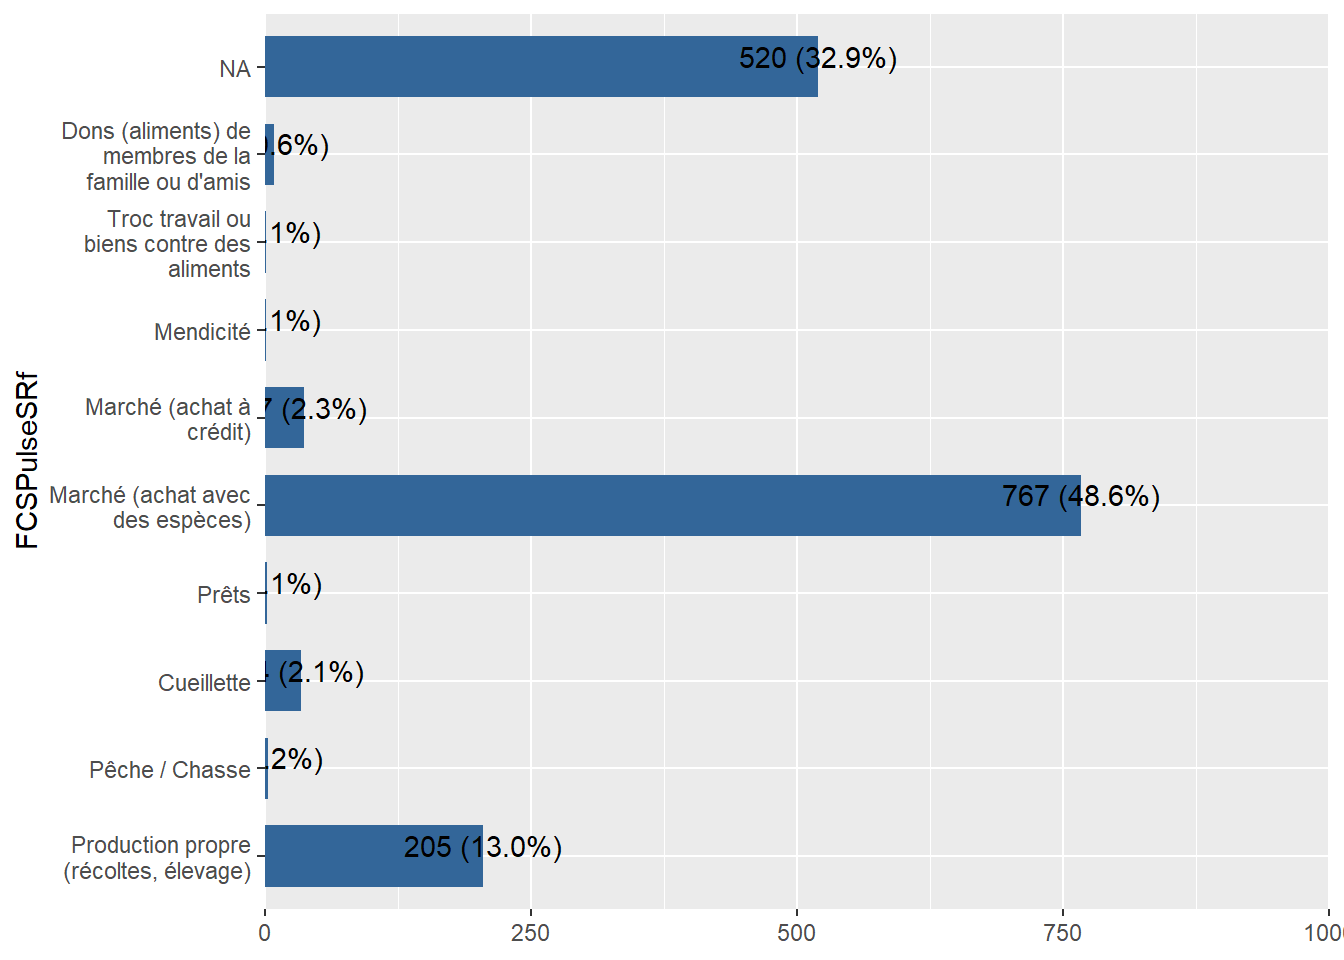 NA
520 (32.9%)
Dons (aliments) de
membres de la
famille ou d'amis
.6%)
Troc travail ou
biens contre des
aliments
1%)
Mendicité
1%)
Marché (achat à
crédit)
7 (2.3%)
Marché (achat avec
des espèces)
767 (48.6%)
Prêts
1%)
Cueillette
(2.1%)
Pêche / Chasse
.2%)
Production propre
(récoltes, élevage)
205 (13.0%)
FCSPulseSRf
0
250
500
750